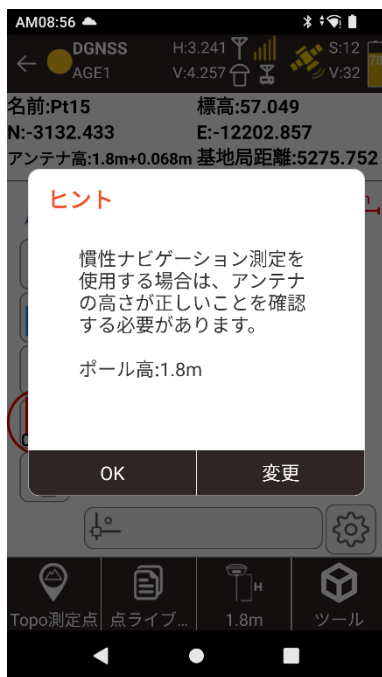 AM08:56
DGNSS H:3.241 S:12
AGE1 V:4.257 V:32
78
名前:Pt15 標高:57.049
N:-3132.433 E:-12202.857
アンテナ高:1.8m+0.068m 基地局距離:5275.752
ヒント
慣性ナビゲーション測定を
使用する場合は、アンテナ
の高さが正しいことを確認
する必要があります。
ポール高:1.8m
OK 変更
H
Topo測定点 点ライブ... 1.8m ツール